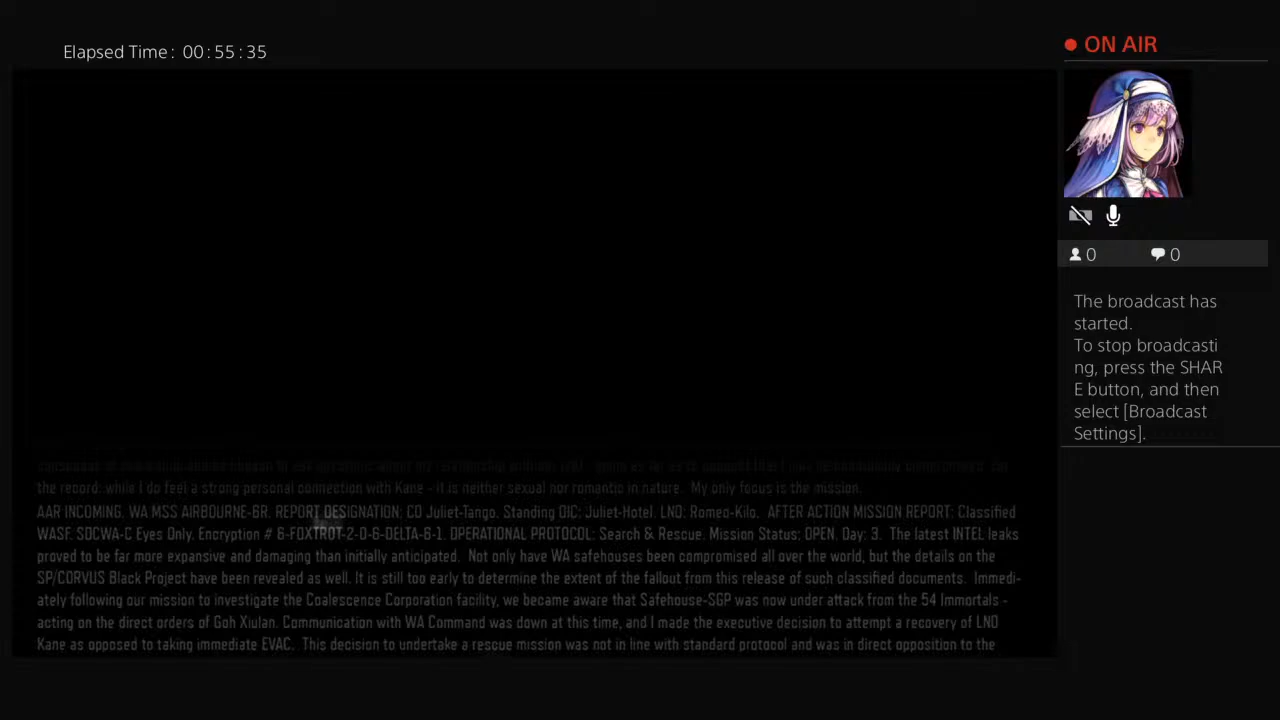 Elapsed Time: 00:55:35
ON AIR
0
0
The broadcast has
started.
To stop broadcasti
ng, press the SHAR
E button, and then
select [Broadcast
Settings].
the record: while I do feel a strong personal connection with Kane - it is neither sexual nor romantic in nature. My only focus is the mission.
AAR INCOMING. WA MSS AIRBOURNE-BR. REPORT DESIGNATION: CO Juliet-Tango. Standing OIC: Juliet-Hotel. LNO: Romeo-Kilo. AFTER ACTION MISSION REPORT: Classified
WASF. SOCWA-C Eyes Only. Encryption # 6-FOXTROT-2-0-6-DELTA-6-1. OPERATIONAL PROTOCOL: Search & Rescue. Mission Status: OPEN. Day: 3. The latest INTEL leaks
proved to be far more expansive and damaging than initially anticipated. Not only have WA safehouses been compromised all over the world, but the details on the
SP/CORVUS Black Project have been revealed as well. It is still too early to determine the extent of the fallout from this release of such classified documents. Immedi-
ately following our mission to investigate the Coalescence Corporation facility, we became aware that Safehouse-SGP was now under attack from the 54 Immortals -
acting on the direct orders of Goh Xiulan. Communication with WA Command was down at this time, and I made the executive decision to attempt a recovery of LNO
Kane as opposed to taking immediate EVAC. This decision to undertake a rescue mission was not in line with standard protocol and was in direct opposition to the